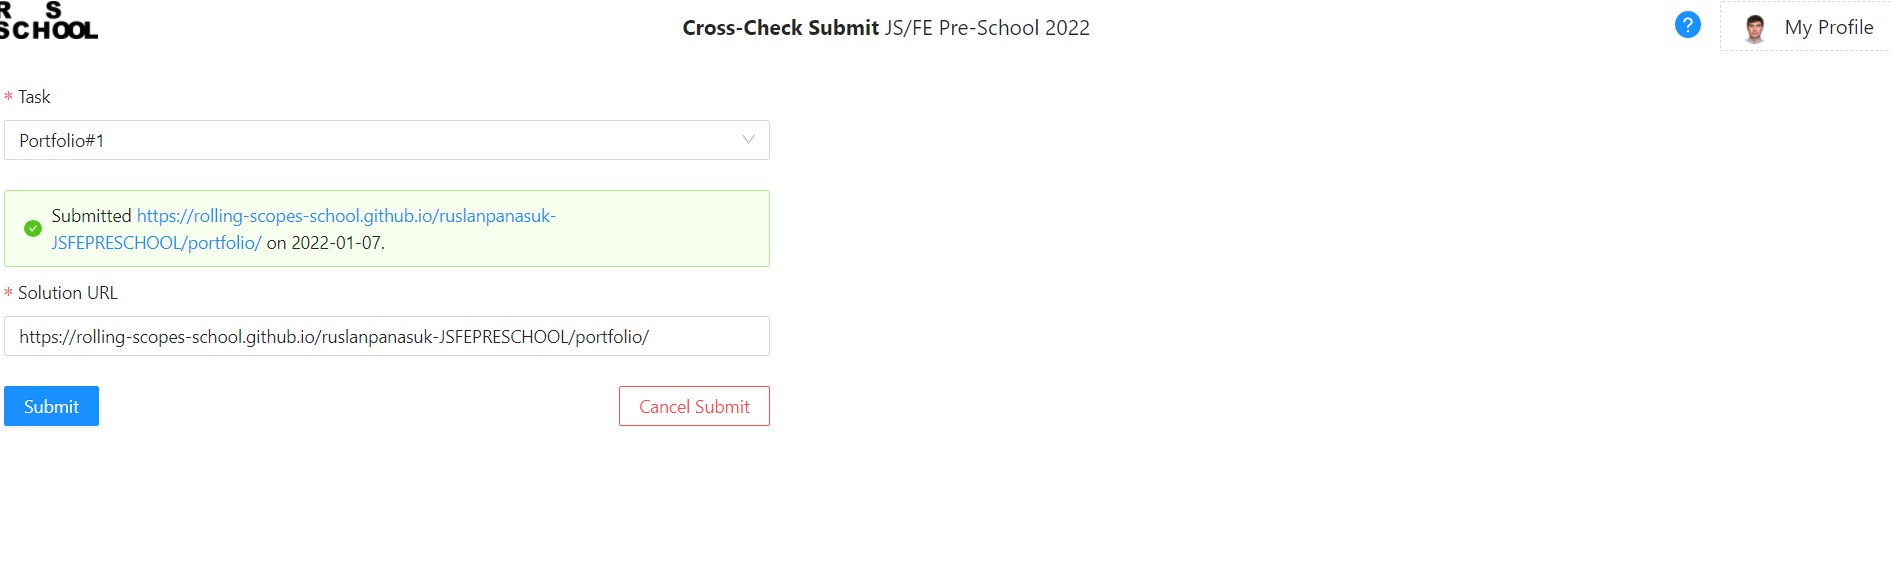 R S
SCHOOL
Cross-Check Submit JS/FE Pre-School 2022
?
My Profile
* Task
Portfolio#1
Submitted https://rolling-scopes-school.github.io/ruslanpanasuk-
JSFEPRESCHOOL/portfolio/ on 2022-01-07.
* Solution URL
https://rolling-scopes-school.github.io/ruslanpanasuk-JSFEPRESCHOOL/portfolio/
Submit
Cancel Submit